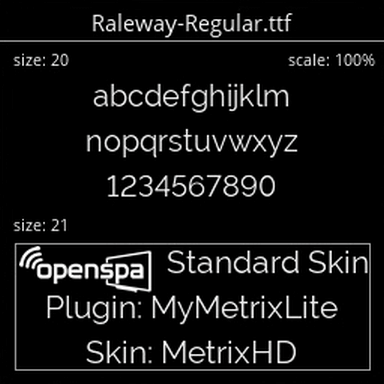 Raleway-Regular.ttf
size: 20 scale: 100%
abcdefghijklm
nopqrstuvwxyz
1234567890
size: 21
openspa Standard Skin
Plugin: MyMetrixLite
Skin: MetrixHD